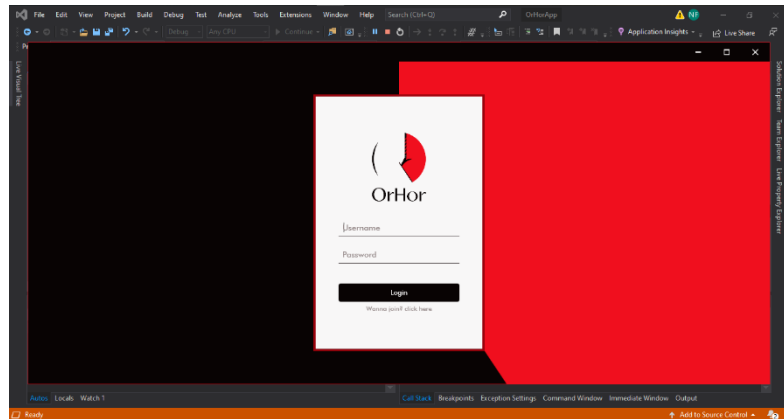 File Edit View Project Build Debug Test Analyze Tools Extensions Window Help Search (Ctrl+Q) OrHorApp NF
Debug Any CPU Continue Application Insights Live Share
Live Visual Tree
Solution Explorer Team Explorer Live Property Explorer
OrHor
Username
Password
Login
Wanna join? click here
Autos Locals Watch 1
Call Stack Breakpoints Exception Settings Command Window Immediate Window Output
Ready
Add to Source Control